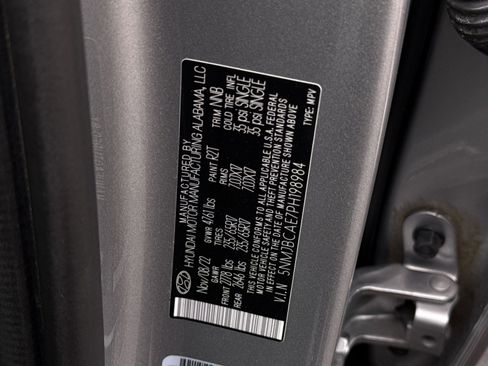 MANUFACTURED BY
HYUNDAI MOTOR MANUFACTURING ALABAMA, LLC
Nov/08/22 GVWR 4761 lbs PAINT R2T TRIM NNB
GAWR TIRES RIMS COLD TIRE INFL
FRONT 2778 lbs 235/65R17 7.0JX17 35 psi SINGLE
REAR 2646 lbs 235/65R17 7.0JX17 35 psi SINGLE
THIS VEHICLE CONFORMS TO ALL APPLICABLE U.S.A. FEDERAL
MOTOR VEHICLE SAFETY AND THEFT PREVENTION STANDARDS
IN EFFECT ON THE DATE OF MANUFACTURE SHOWN ABOVE
V.I.N 5NMJBCAE7PH198984 TYPE: MPV